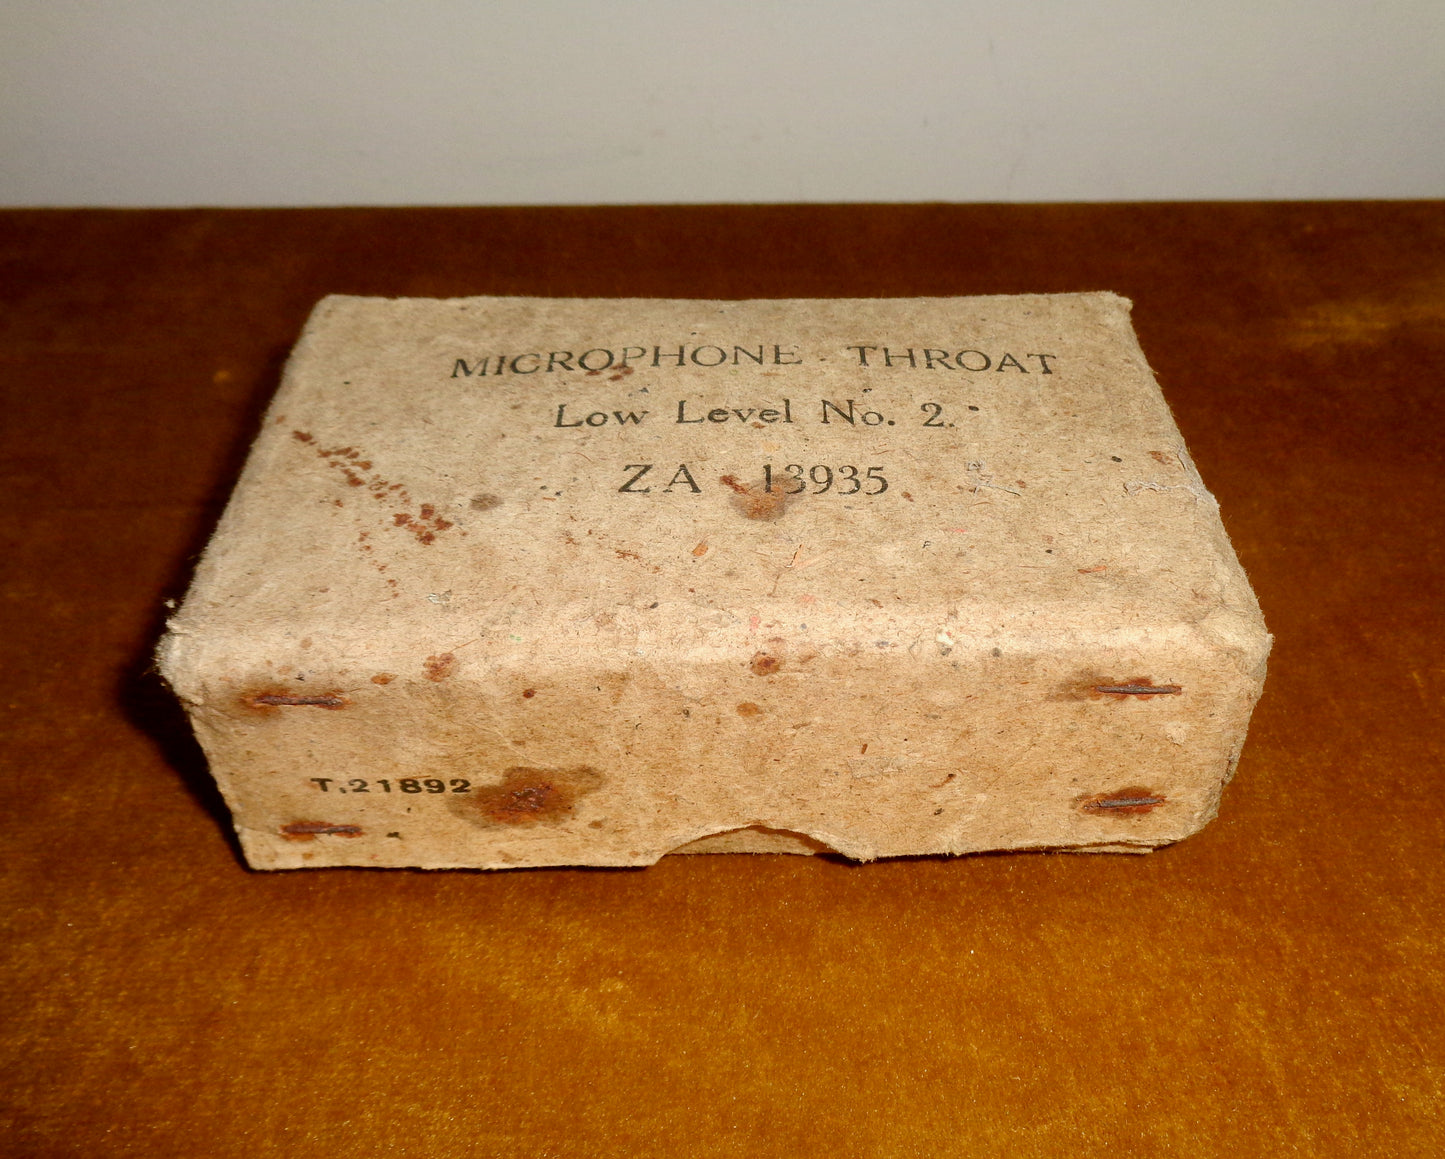 MICROPHONE - THROAT
Low Level No. 2.
ZA 13935
T.21892